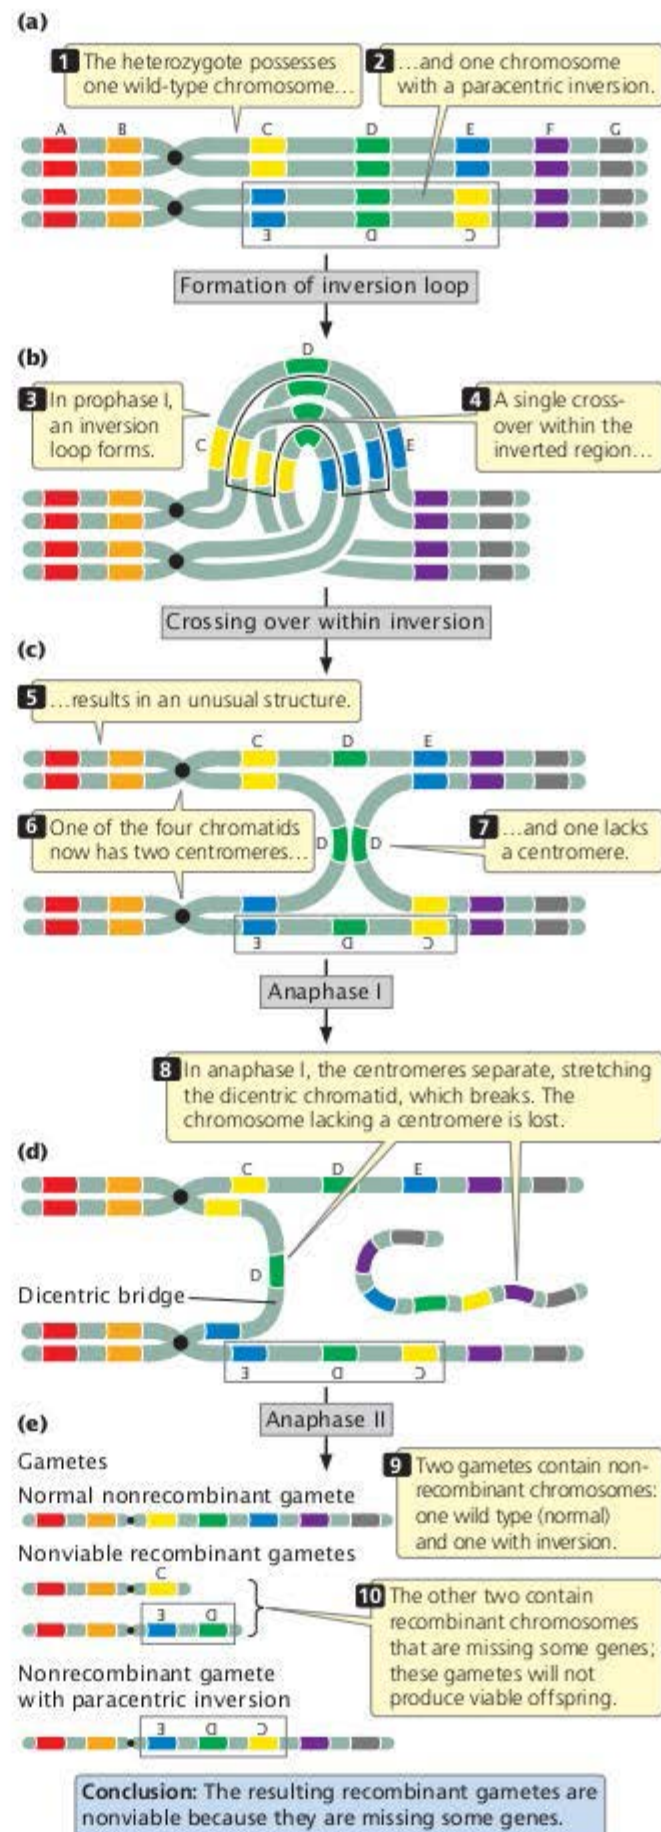 (a)
1 The heterozygote possesses
one wild-type chromosome…
2 …and one chromosome
with a paracentric inversion.
A B C D E F G
E D C
Formation of inversion loop
(b)
D
3 In prophase I,
an inversion
loop forms.
C
E
4 A single cross-
over within the
inverted region…
Crossing over within inversion
(c)
5 …results in an unusual structure.
C D E
6 One of the four chromatids
now has two centromeres…
D D
7 …and one lacks
a centromere.
E D C
Anaphase I
8 In anaphase I, the centromeres separate, stretching
the dicentric chromatid, which breaks. The
chromosome lacking a centromere is lost.
(d)
C D E
D
Dicentric bridge
E D C
Anaphase II
(e)
Gametes
Normal nonrecombinant gamete
9 Two gametes contain non-
recombinant chromosomes:
one wild type (normal)
and one with inversion.
Nonviable recombinant gametes
C
E D
10 The other two contain
recombinant chromosomes
that are missing some genes;
these gametes will not
produce viable offspring.
Nonrecombinant gamete
with paracentric inversion
E D C
Conclusion: The resulting recombinant gametes are
nonviable because they are missing some genes.